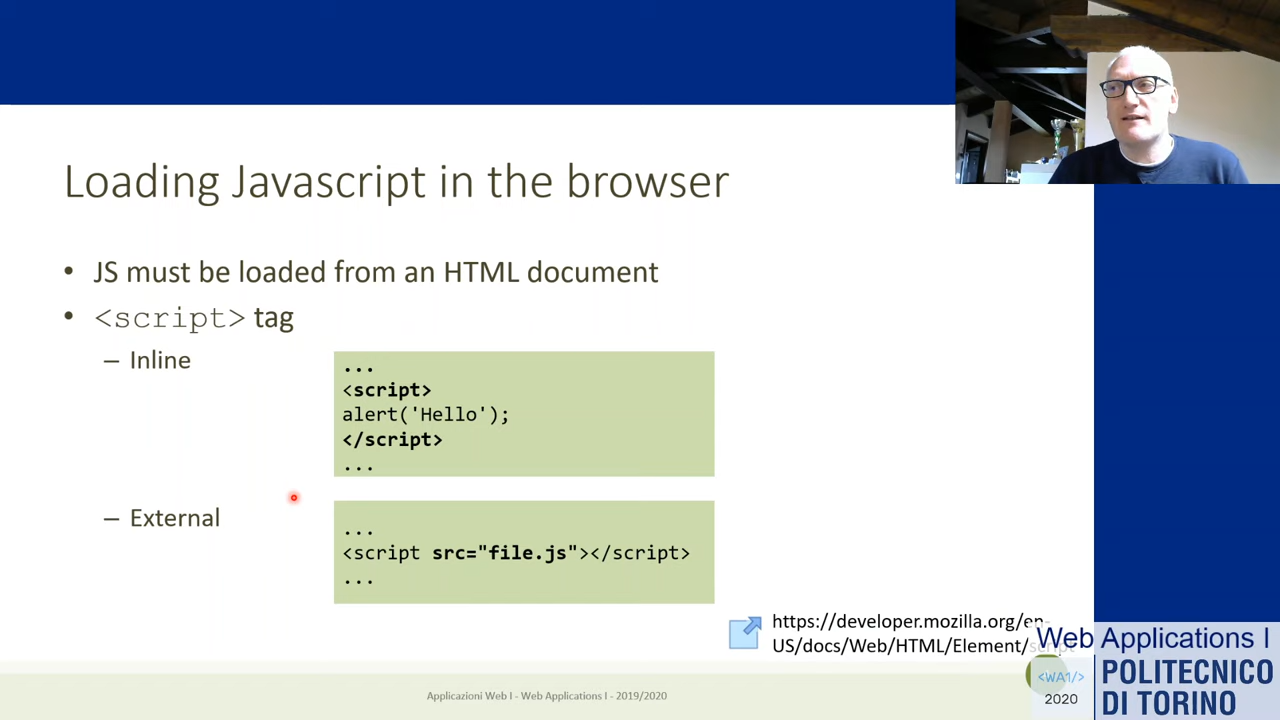 Loading Javascript in the browser
• JS must be loaded from an HTML document
• <script> tag
– Inline
...
<script>
alert('Hello');
</script>
...
– External
...
<script src="file.js"></script>
...
https://developer.mozilla.org/en-
US/docs/Web/HTML/Element/script
Applicazioni Web I - Web Applications I - 2019/2020
Web Applications I
<WA1/>
2020
POLITECNICO
DI TORINO